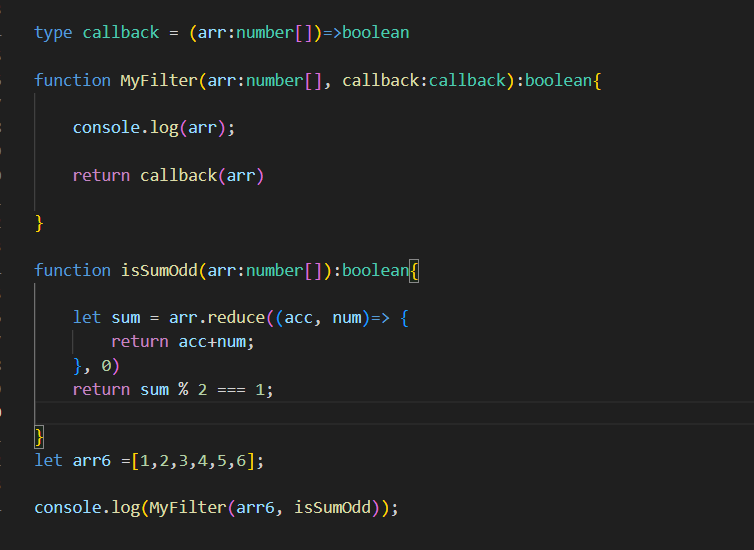 type callback = (arr:number[])=>boolean
function MyFilter(arr:number[], callback:callback):boolean{
console.log(arr);
return callback(arr)
}
function isSumOdd(arr:number[]):boolean{
let sum = arr.reduce((acc, num)=> {
return acc+num;
}, 0)
return sum % 2 === 1;
}
let arr6 =[1,2,3,4,5,6];
console.log(MyFilter(arr6, isSumOdd));